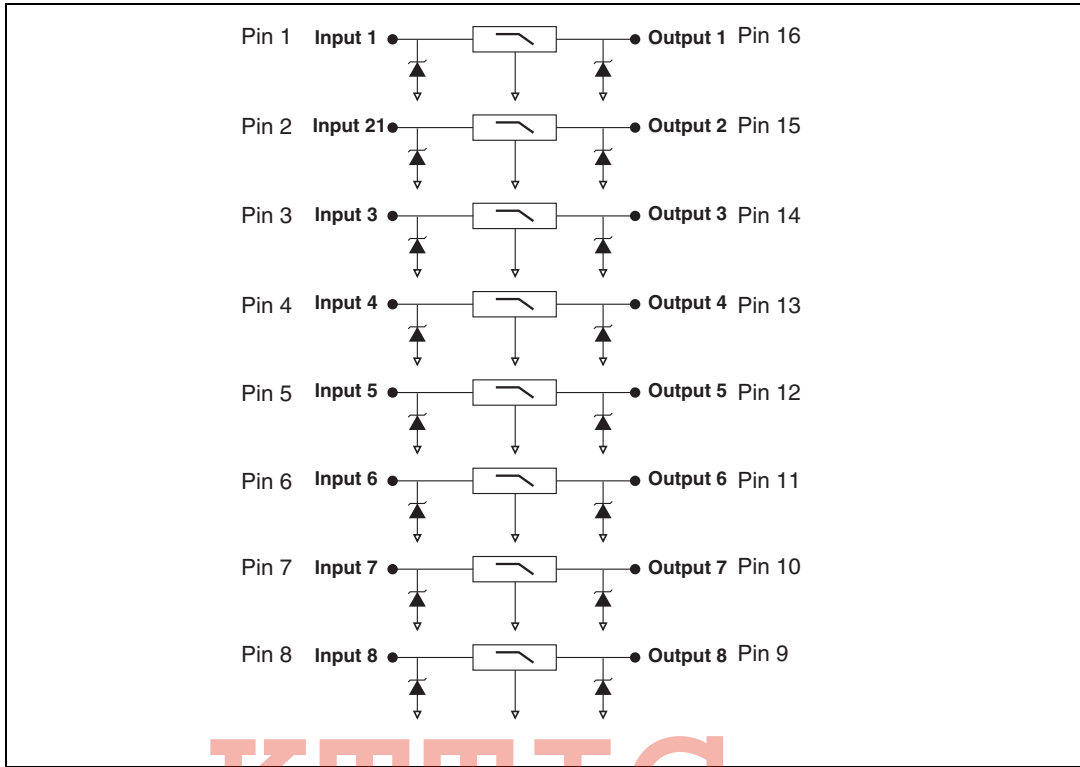 Pin 1 Input 1 Output 1 Pin 16
Pin 2 Input 21 Output 2 Pin 15
Pin 3 Input 3 Output 3 Pin 14
Pin 4 Input 4 Output 4 Pin 13
Pin 5 Input 5 Output 5 Pin 12
Pin 6 Input 6 Output 6 Pin 11
Pin 7 Input 7 Output 7 Pin 10
Pin 8 Input 8 Output 8 Pin 9